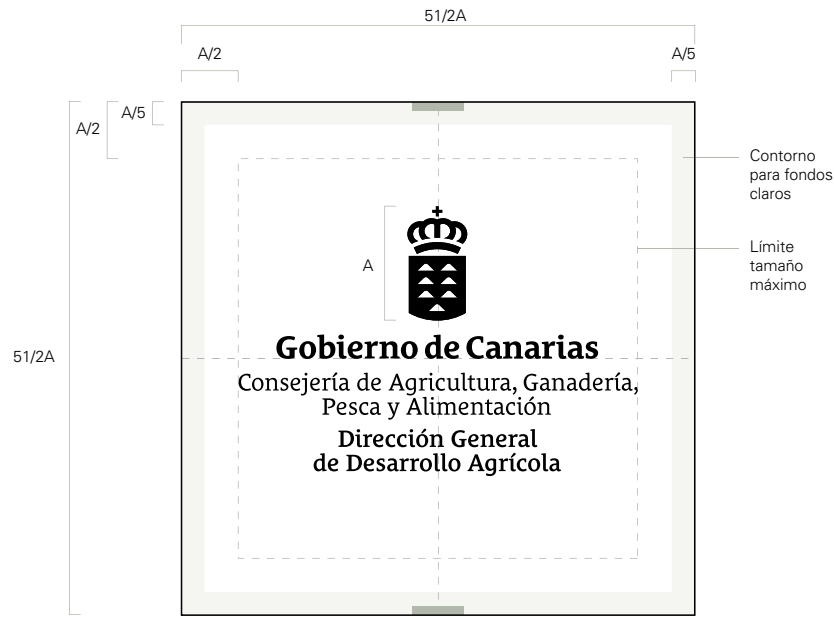 51/2A
A/2
A/5
A/5
A/2
Contorno
para fondos
claros
Límite
tamaño
máximo
A
51/2A
Gobierno de Canarias
Consejería de Agricultura, Ganadería,
Pesca y Alimentación
Dirección General
de Desarrollo Agrícola